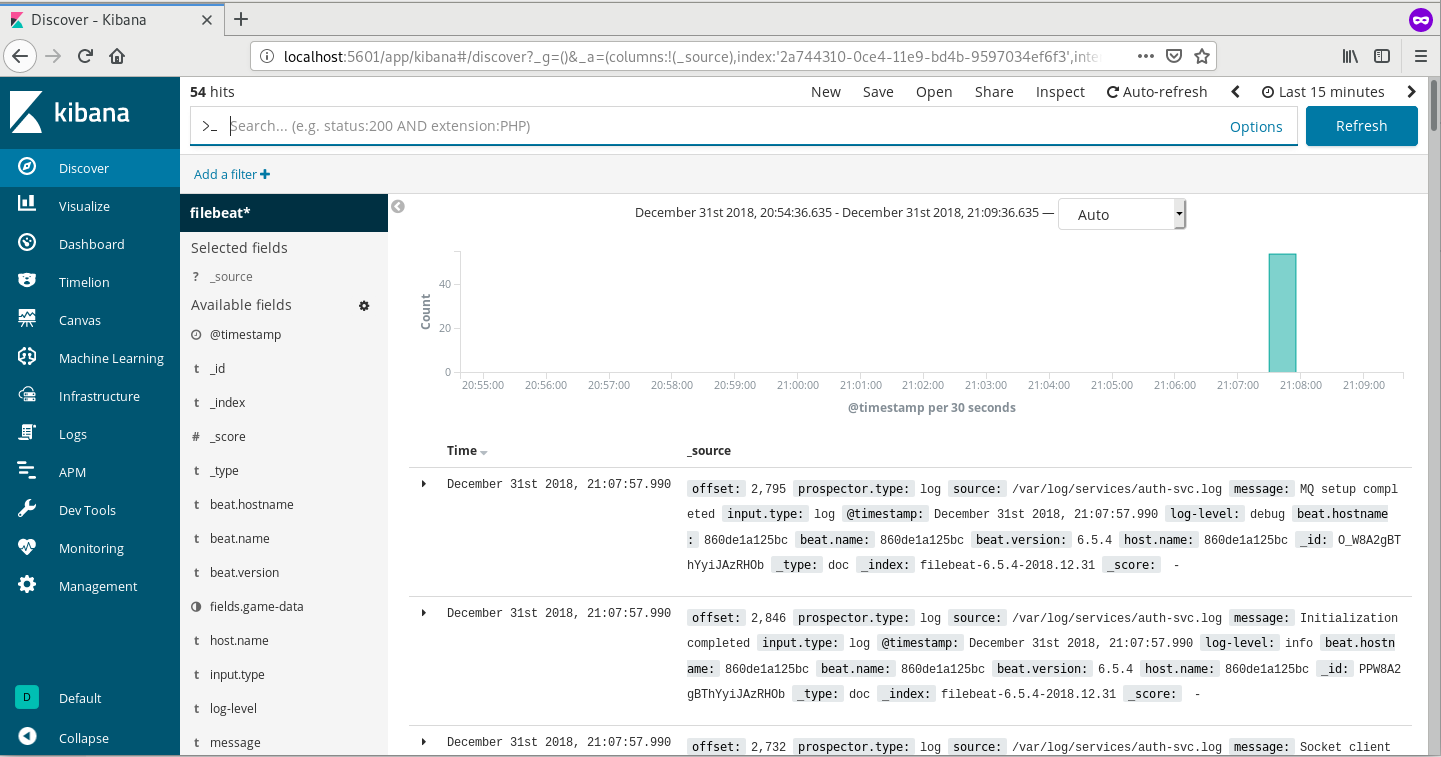 Discover - Kibana
localhost:5601/app/kibana#/discover?_g=()&_a=(columns:!(_source),index:'2a744310-0ce4-11e9-bd4b-9597034ef6f3',inte
kibana
Discover
Visualize
Dashboard
Timelion
Canvas
Machine Learning
Infrastructure
Logs
APM
Dev Tools
Monitoring
Management
D Default
Collapse
54 hits
New Save Open Share Inspect Auto-refresh Last 15 minutes
>_ Search... (e.g. status:200 AND extension:PHP) Options Refresh
Add a filter +
filebeat*
Selected fields
? _source
Available fields
@timestamp
t _id
t _index
# _score
t _type
t beat.hostname
t beat.name
t beat.version
fields.game-data
t host.name
t input.type
t log-level
t message
December 31st 2018, 20:54:36.635 - December 31st 2018, 21:09:36.635 — Auto
Count
40
20
0
20:55:00 20:56:00 20:57:00 20:58:00 20:59:00 21:00:00 21:01:00 21:02:00 21:03:00 21:04:00 21:05:00 21:06:00 21:07:00 21:08:00 21:09:00
@timestamp per 30 seconds
Time _source
December 31st 2018, 21:07:57.990 offset: 2,795 prospector.type: log source: /var/log/services/auth-svc.log message: MQ setup compl
eted input.type: log @timestamp: December 31st 2018, 21:07:57.990 log-level: debug beat.hostname
: 860de1a125bc beat.name: 860de1a125bc beat.version: 6.5.4 host.name: 860de1a125bc _id: O_W8A2gBT
hYyiJAzRHOb _type: doc _index: filebeat-6.5.4-2018.12.31 _score: -
December 31st 2018, 21:07:57.990 offset: 2,846 prospector.type: log source: /var/log/services/auth-svc.log message: Initialization
completed input.type: log @timestamp: December 31st 2018, 21:07:57.990 log-level: info beat.hostn
ame: 860de1a125bc beat.name: 860de1a125bc beat.version: 6.5.4 host.name: 860de1a125bc _id: PPW8A2
gBThYyiJAzRHOb _type: doc _index: filebeat-6.5.4-2018.12.31 _score: -
December 31st 2018, 21:07:57.990 offset: 2,732 prospector.type: log source: /var/log/services/auth-svc.log message: Socket client